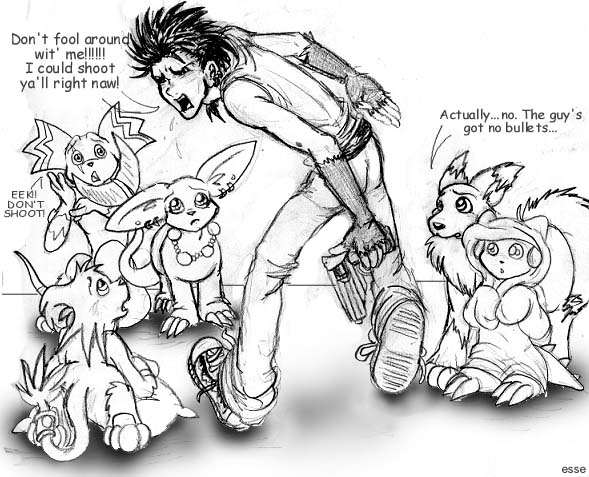 Don't fool around
wit' me!!!!!!
I could shoot
ya'll right naw!
Actually...no. The guy's
got no bullets...
EEK!!
DON'T
SHOOT!
esse